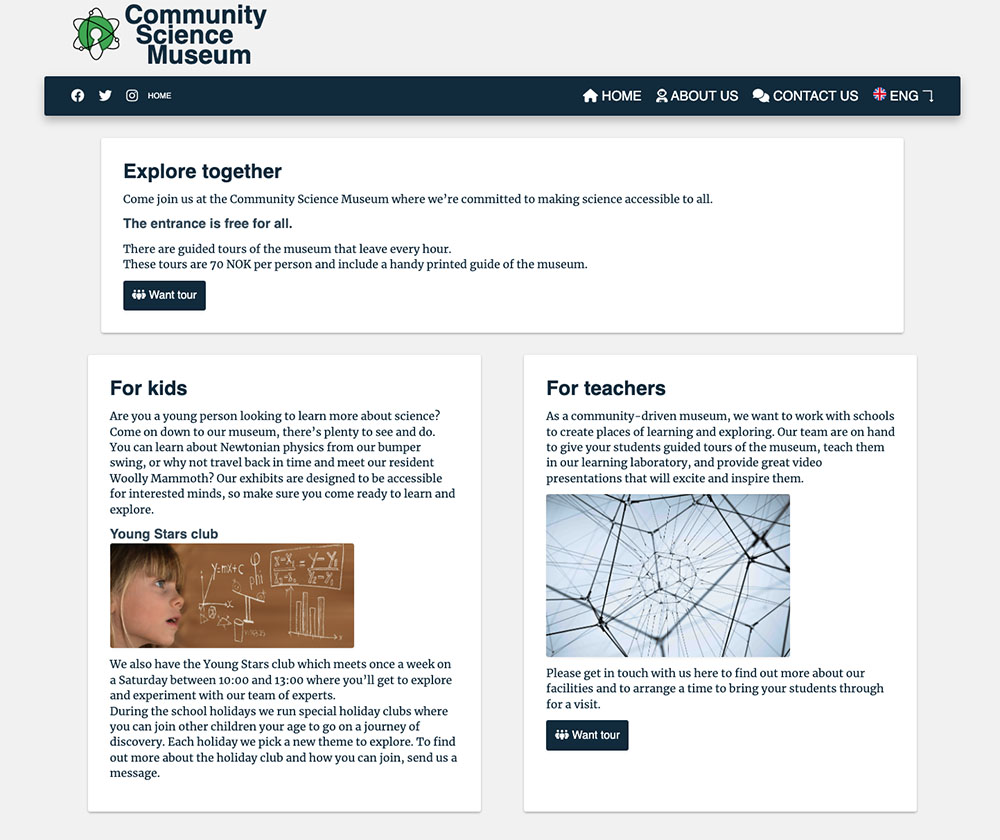 Community
Science
Museum
HOME
HOME
ABOUT US
CONTACT US
ENG
Explore together
Come join us at the Community Science Museum where we’re committed to making science accessible to all.
The entrance is free for all.
There are guided tours of the museum that leave every hour.
These tours are 70 NOK per person and include a handy printed guide of the museum.
Want tour
For kids
Are you a young person looking to learn more about science?
Come on down to our museum, there’s plenty to see and do.
You can learn about Newtonian physics from our bumper
swing, or why not travel back in time and meet our resident
Woolly Mammoth? Our exhibits are designed to be accessible
for interested minds, so make sure you come ready to learn and
explore.
Young Stars club
Y=mx+c
phi
We also have the Young Stars club which meets once a week on
a Saturday between 10:00 and 13:00 where you’ll get to explore
and experiment with our team of experts.
During the school holidays we run special holiday clubs where
you can join other children your age to go on a journey of
discovery. Each holiday we pick a new theme to explore. To find
out more about the holiday club and how you can join, send us a
message.
For teachers
As a community-driven museum, we want to work with schools
to create places of learning and exploring. Our team are on hand
to give your students guided tours of the museum, teach them
in our learning laboratory, and provide great video
presentations that will excite and inspire them.
Please get in touch with us here to find out more about our
facilities and to arrange a time to bring your students through
for a visit.
Want tour